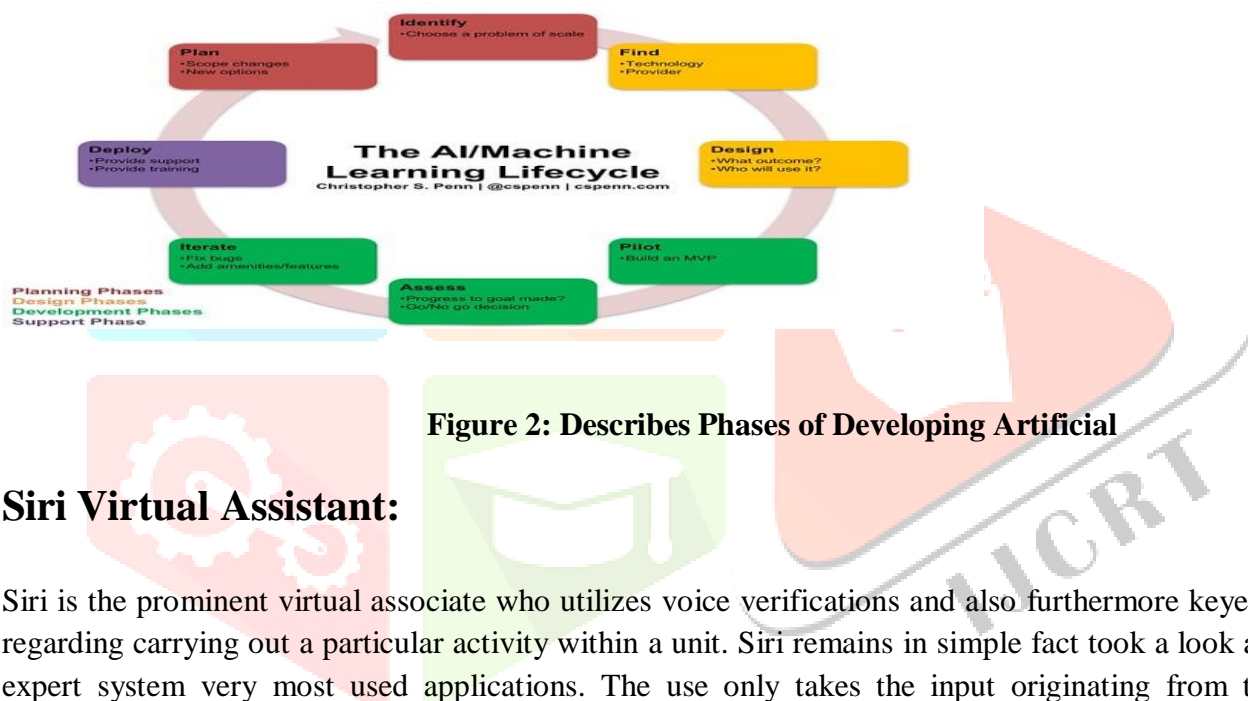 Identify
•Choose a problem of scale
Find
•Technology
•Provider
Design
•What outcome?
•Who will use it?
Pilot
•Build an MVP
Assess
•Progress to goal made?
•Go/No go decision
Iterate
•Fix bugs
•Add amenities/features
Deploy
•Provide support
•Provide training
Plan
•Scope changes
•New options
The AI/Machine
Learning Lifecycle
Christopher S. Penn | @cspenn | cspenn.com
Planning Phases
Design Phases
Development Phases
Support Phase
Figure 2: Describes Phases of Developing Artificial
IJCRT
Siri Virtual Assistant:
Siri is the prominent virtual associate who utilizes voice verifications and also furthermore keye
regarding carrying out a particular activity within a unit. Siri remains in simple fact took a look a
expert system very most used applications. The use only takes the input originating from t